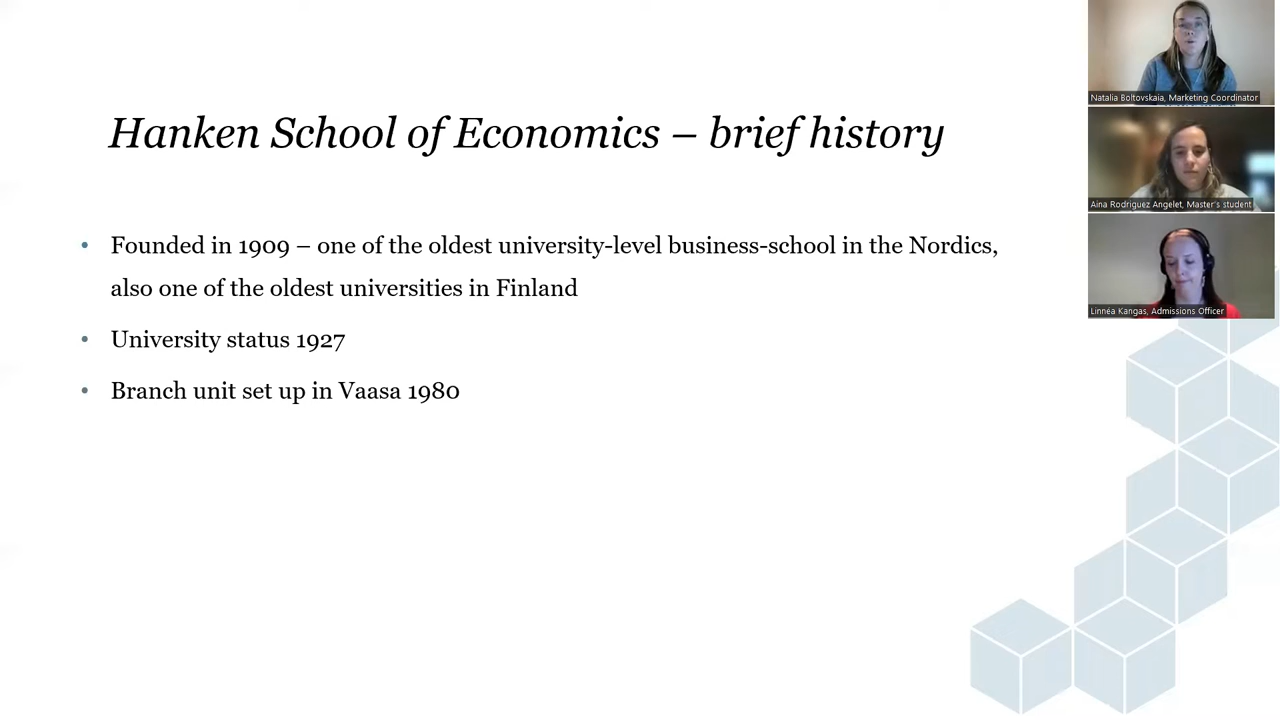 Hanken School of Economics – brief history
• Founded in 1909 – one of the oldest university-level business-school in the Nordics,
also one of the oldest universities in Finland
• University status 1927
• Branch unit set up in Vaasa 1980
Natalia Boltovskaia, Marketing Coordinator
Aina Rodriguez Angelet, Master's student
Linnéa Kangas, Admissions Officer